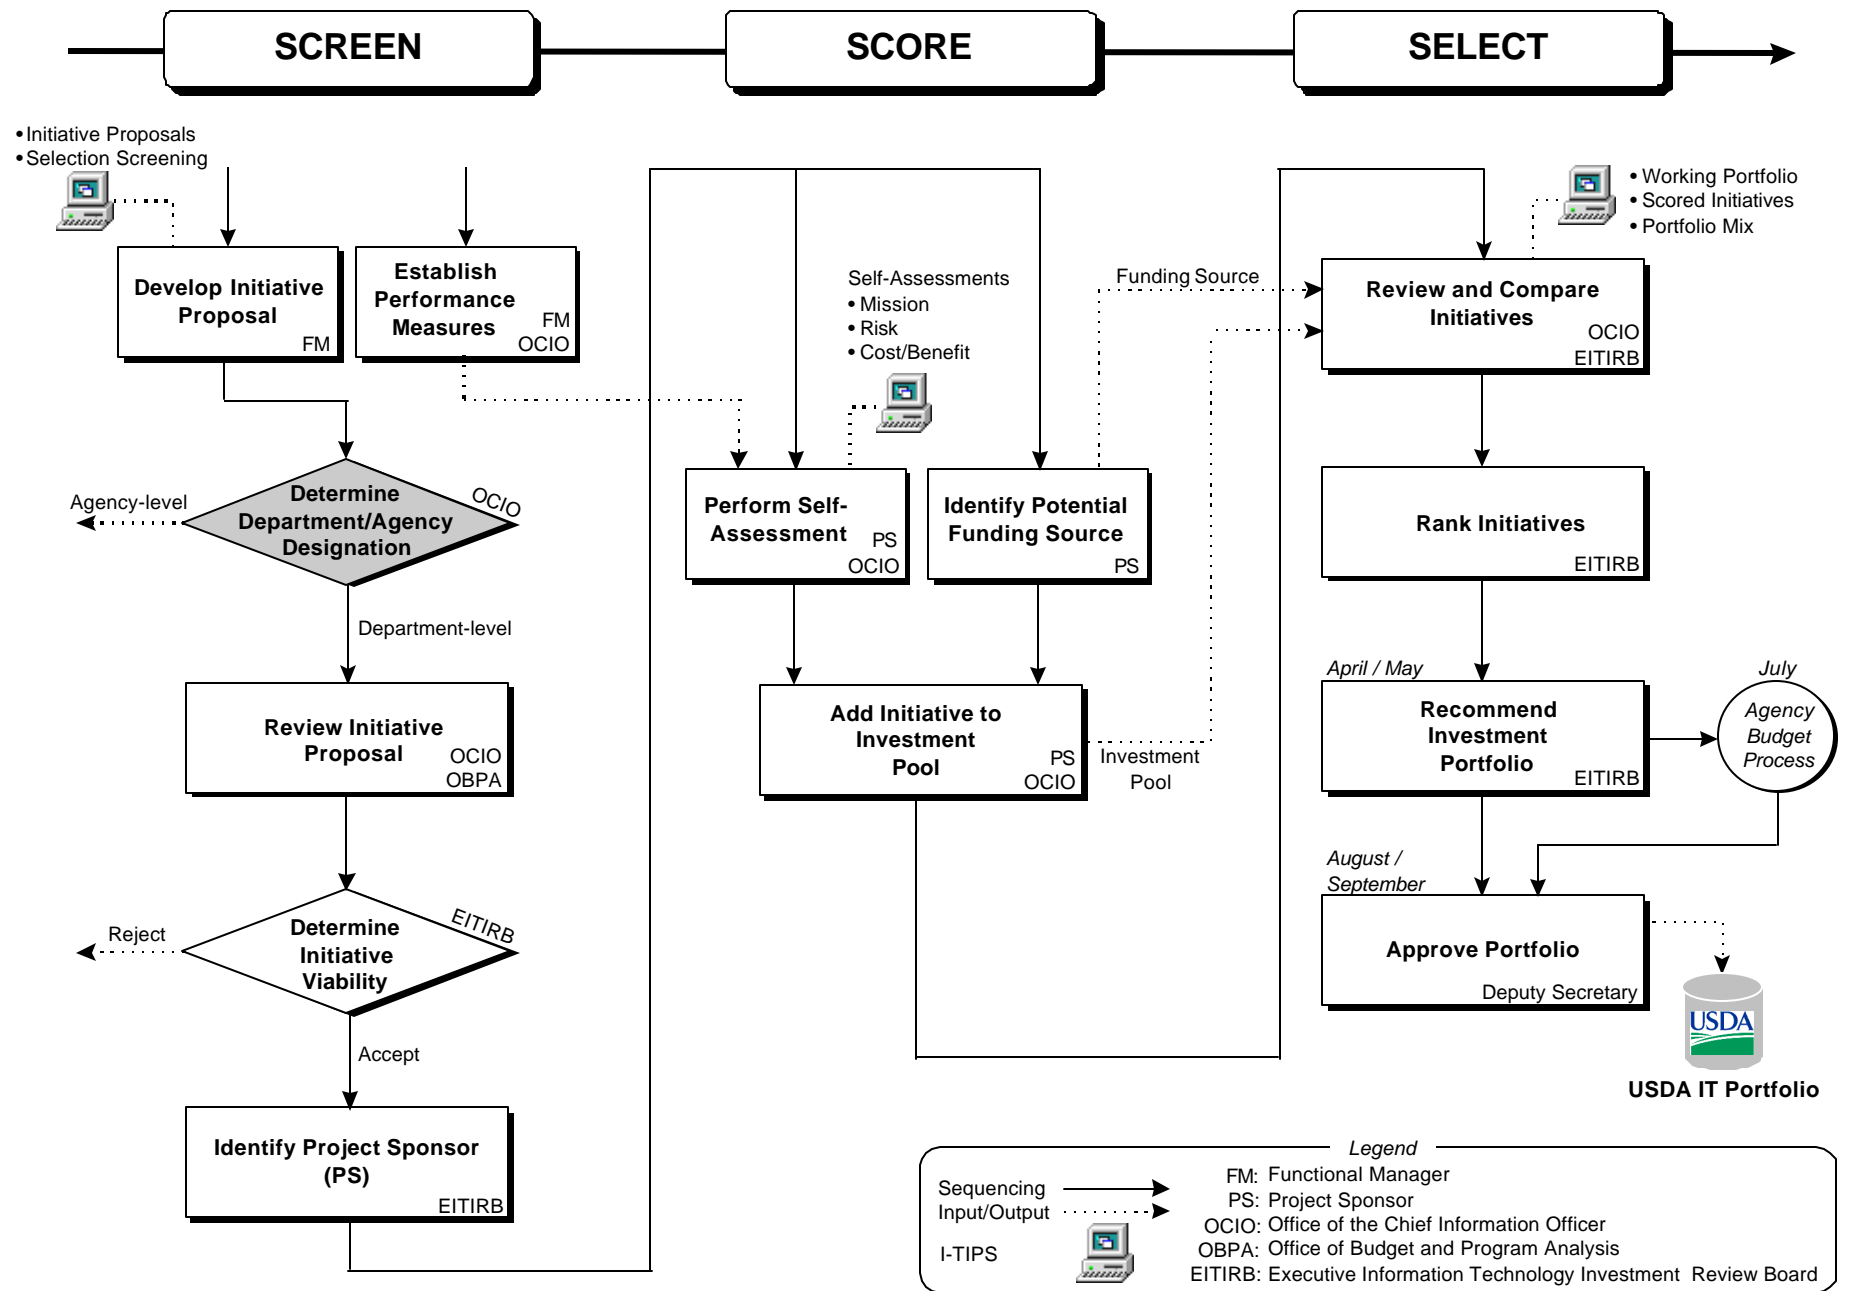 SCREEN
SCORE
SELECT
• Initiative Proposals
• Selection Screening
Develop Initiative
Proposal
FM
Establish
Performance
Measures
FM
OCIO
Agency-level
Determine
Department/Agency
Designation
OCIO
Department-level
Review Initiative
Proposal
OCIO
OBPA
Reject
Determine
Initiative
Viability
EITIRB
Accept
Identify Project Sponsor
(PS)
EITIRB
Self-Assessments
• Mission
• Risk
• Cost/Benefit
Perform Self-
Assessment
PS
OCIO
Identify Potential
Funding Source
PS
Add Initiative to
Investment
Pool
PS
OCIO
Funding Source
Investment
Pool
• Working Portfolio
• Scored Initiatives
• Portfolio Mix
Review and Compare
Initiatives
OCIO
EITIRB
Rank Initiatives
EITIRB
April / May
Recommend
Investment
Portfolio
EITIRB
July
Agency
Budget
Process
August /
September
Approve Portfolio
Deputy Secretary
USDA
USDA IT Portfolio
Legend
Sequencing
Input/Output
I-TIPS
FM: Functional Manager
PS: Project Sponsor
OCIO: Office of the Chief Information Officer
OBPA: Office of Budget and Program Analysis
EITIRB: Executive Information Technology Investment Review Board